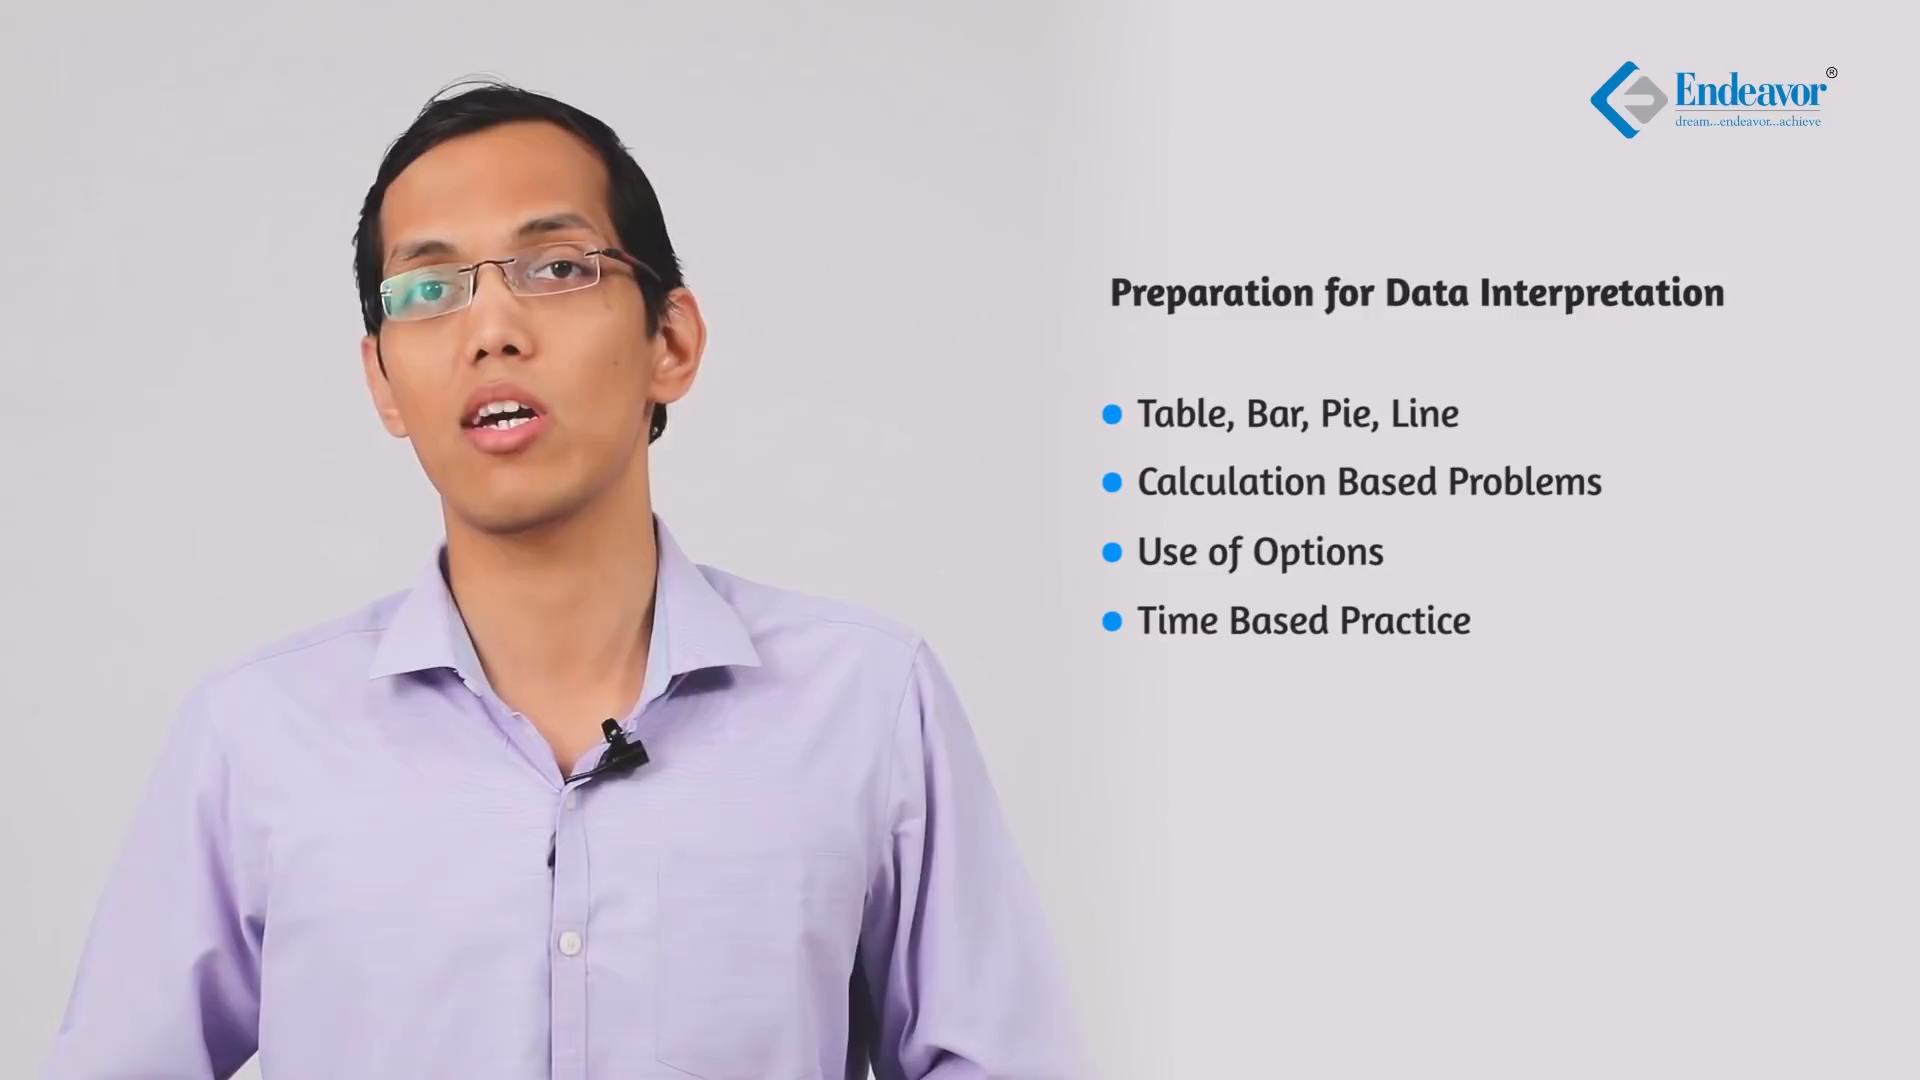 Endeavor®
dream...endeavor...achieve
Preparation for Data Interpretation
Table, Bar, Pie, Line
Calculation Based Problems
Use of Options
Time Based Practice